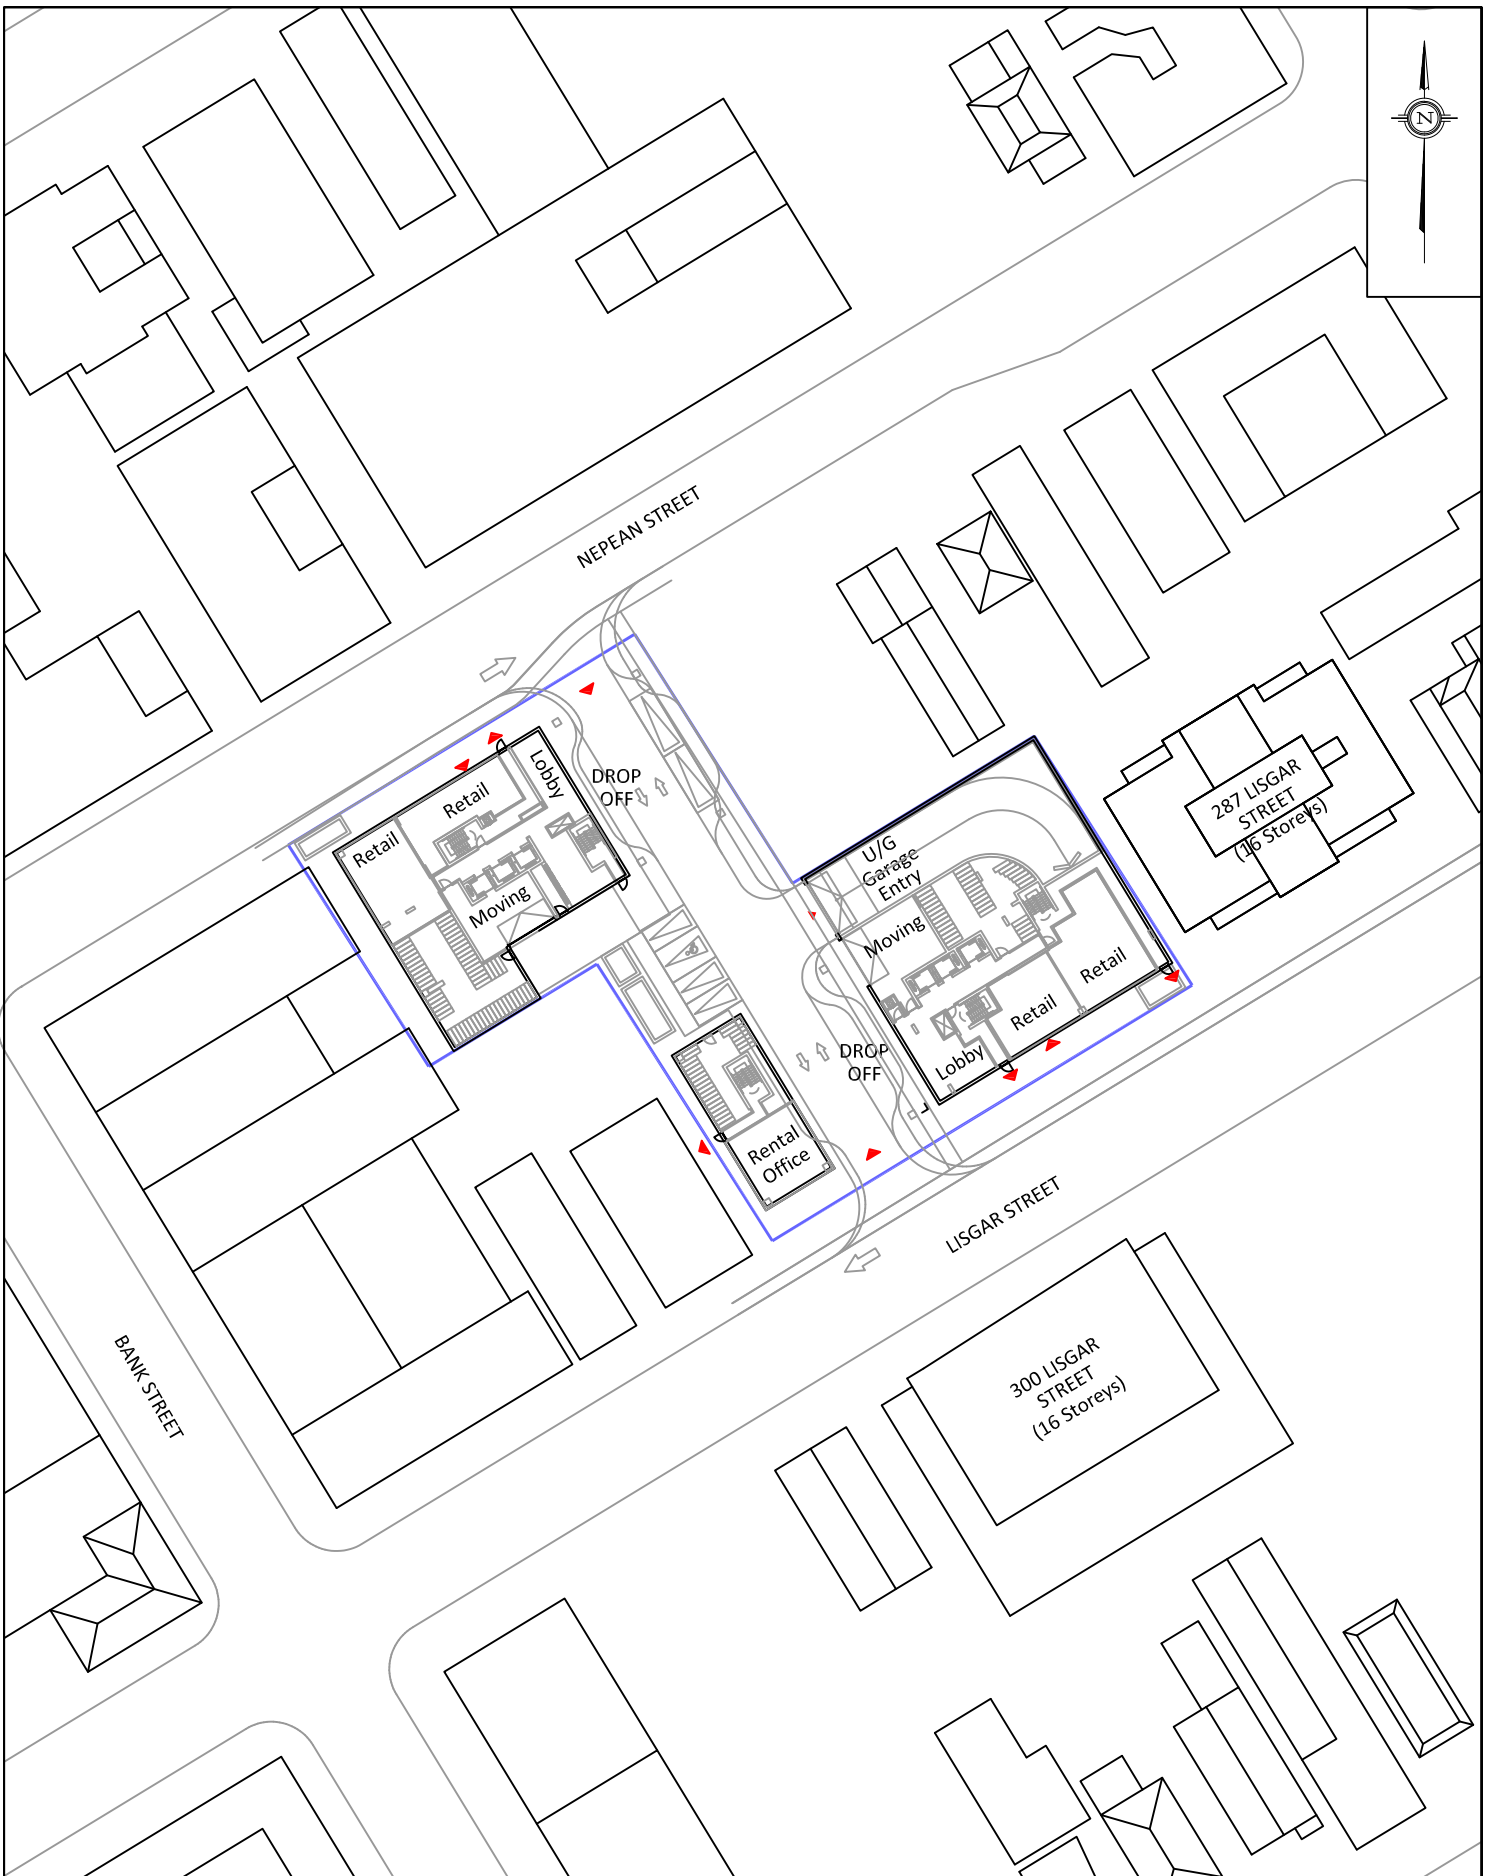 N
NEPEAN STREET
Lobby
DROP
OFF
Retail
Retail
Moving
287 LISGAR
STREET
(16 Storeys)
U/G
Garage
Entry
Moving
Retail
Retail
Lobby
DROP
OFF
Rental
Office
LISGAR STREET
BANK STREET
300 LISGAR
STREET
(16 Storeys)